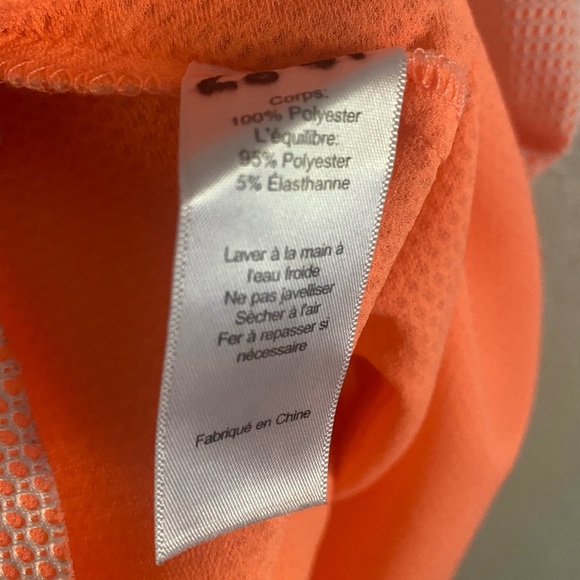 Corps:
100% Polyester
L'équilibre:
95% Polyester
5% Élasthanne
Laver à la main à
l'eau froide
Ne pas javelliser
Sècher à l'air
Fer à repasser si
nécessaire
Fabriqué en Chine